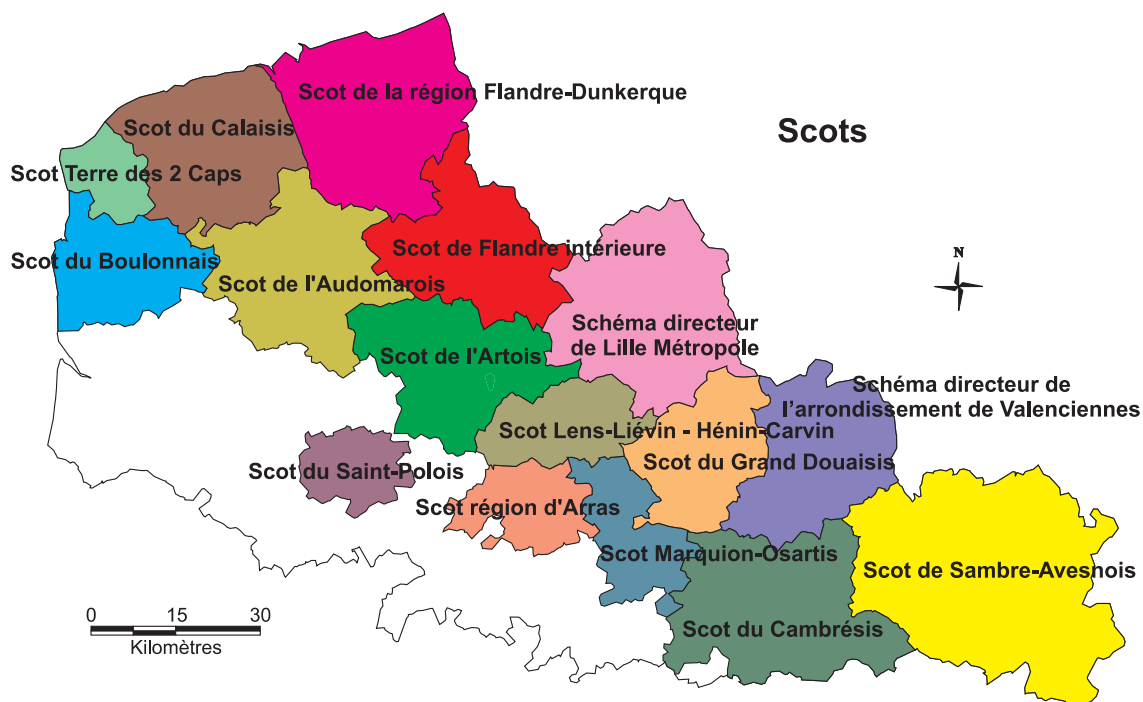 Scot de la région Flandre-Dunkerque
Scots
Scot du Calaisis
Scot Terre des 2 Caps
Scot du Boulonnais
Scot de Flandre intérieure
N
Scot de l'Audomarois
Schéma directeur
de Lille Métropole
Scot de l'Artois
Schéma directeur de
l'arrondissement de Valenciennes
Scot Lens-Liévin - Hénin-Carvin
Scot du Grand Douaisis
Scot du Saint-Polois
Scot région d'Arras
Scot Marquion-Osartis
Scot de Sambre-Avesnois
0 15 30
Kilomètres
Scot du Cambrésis